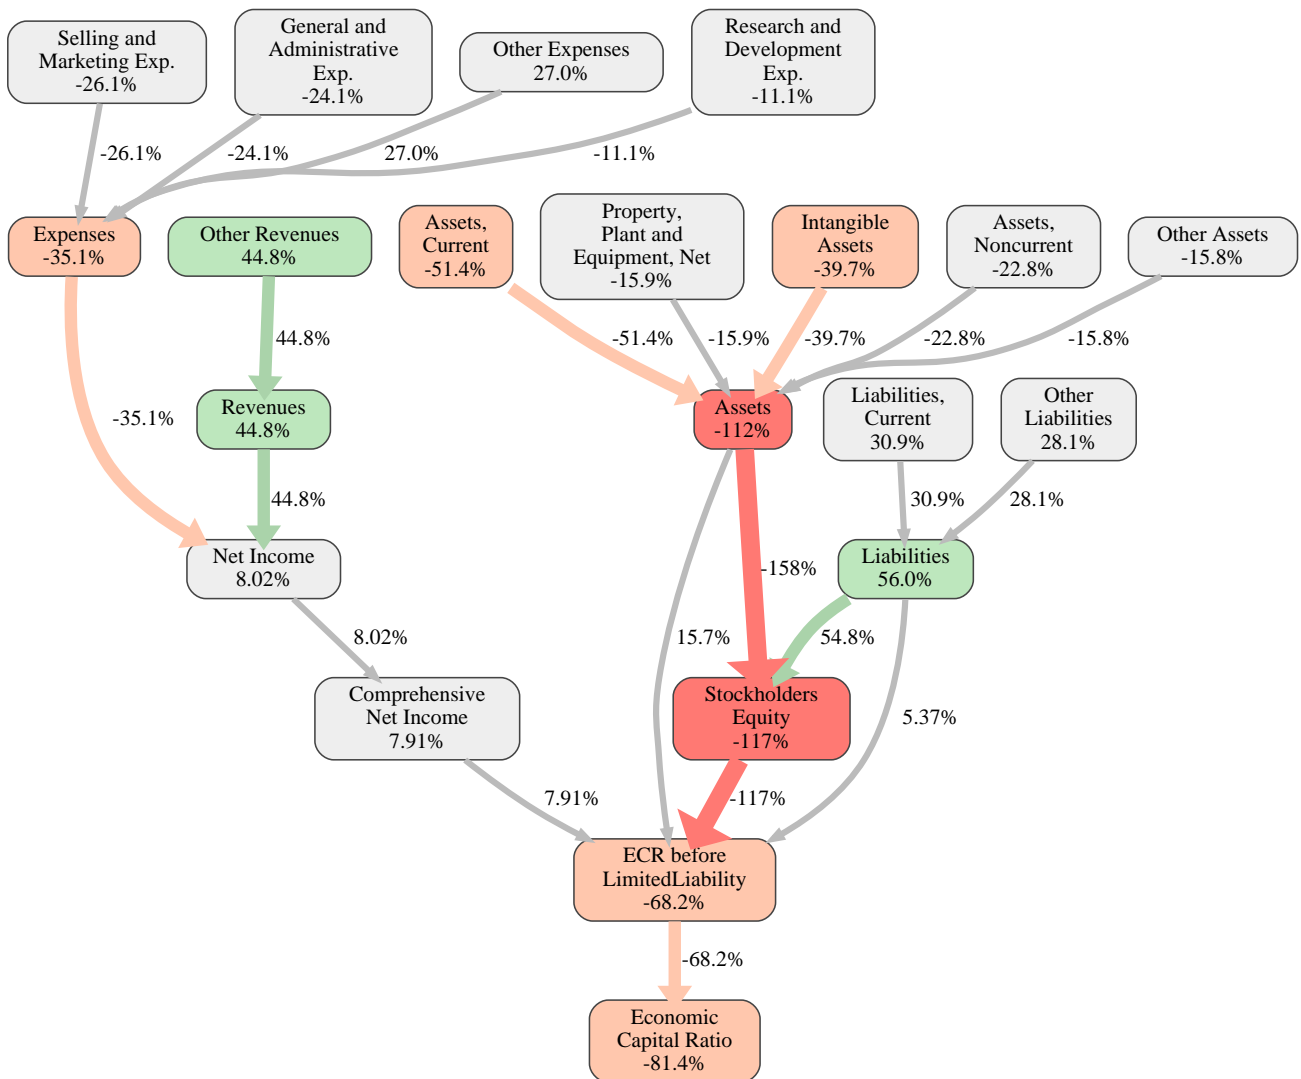 Selling and
Marketing Exp.
-26.1%
General and
Administrative
Exp.
-24.1%
Other Expenses
27.0%
Research and
Development
Exp.
-11.1%
-26.1%
-24.1%
27.0%
-11.1%
Expenses
-35.1%
Other Revenues
44.8%
Assets,
Current
-51.4%
Property,
Plant and
Equipment, Net
-15.9%
Intangible
Assets
-39.7%
Assets,
Noncurrent
-22.8%
Other Assets
-15.8%
44.8%
-51.4%
-15.9%
-39.7%
-22.8%
-15.8%
-35.1%
Revenues
44.8%
Assets
-112%
Liabilities,
Current
30.9%
Other
Liabilities
28.1%
44.8%
30.9%
28.1%
Net Income
8.02%
-158%
Liabilities
56.0%
8.02%
15.7%
54.8%
Comprehensive
Net Income
7.91%
Stockholders
Equity
-117%
5.37%
7.91%
-117%
ECR before
LimitedLiability
-68.2%
-68.2%
Economic
Capital Ratio
-81.4%